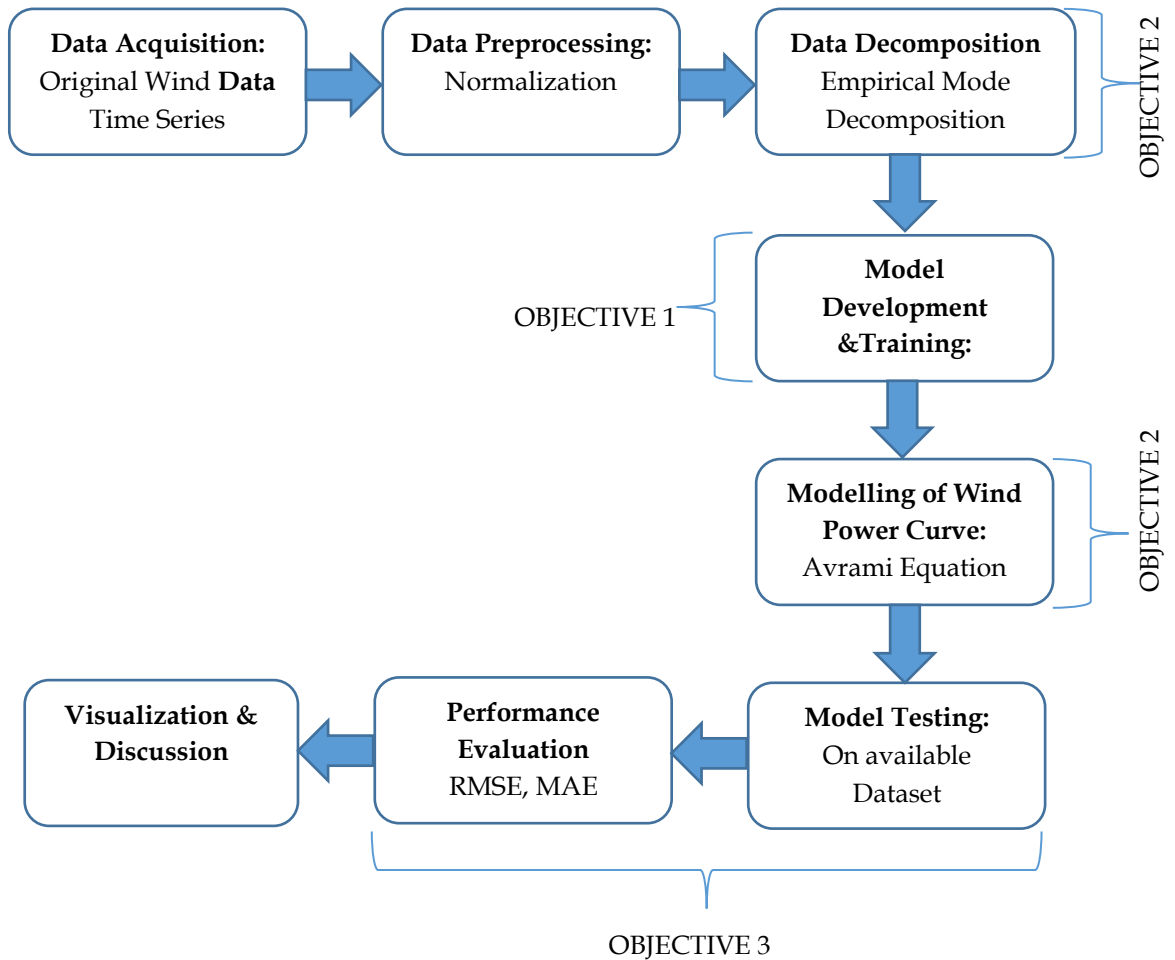 Data Acquisition:
Original Wind Data
Time Series
Data Preprocessing:
Normalization
Data Decomposition
Empirical Mode
Decomposition
OBJECTIVE 2
Model
Development
&Training:
OBJECTIVE 1
Modelling of Wind
Power Curve:
Avrami Equation
OBJECTIVE 2
Model Testing:
On available
Dataset
Performance
Evaluation
RMSE, MAE
Visualization &
Discussion
OBJECTIVE 3